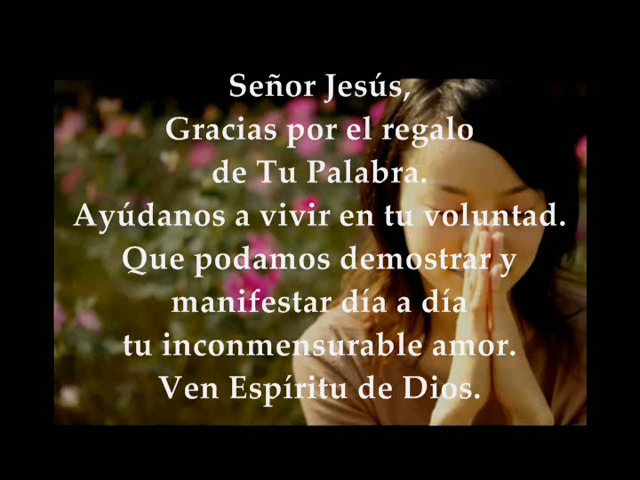 Señor Jesús,
Gracias por el regalo
de Tu Palabra.
Ayúdanos a vivir en tu voluntad.
Que podamos demostrar y
manifestar día a día
tu inconmensurable amor.
Ven Espíritu de Dios.